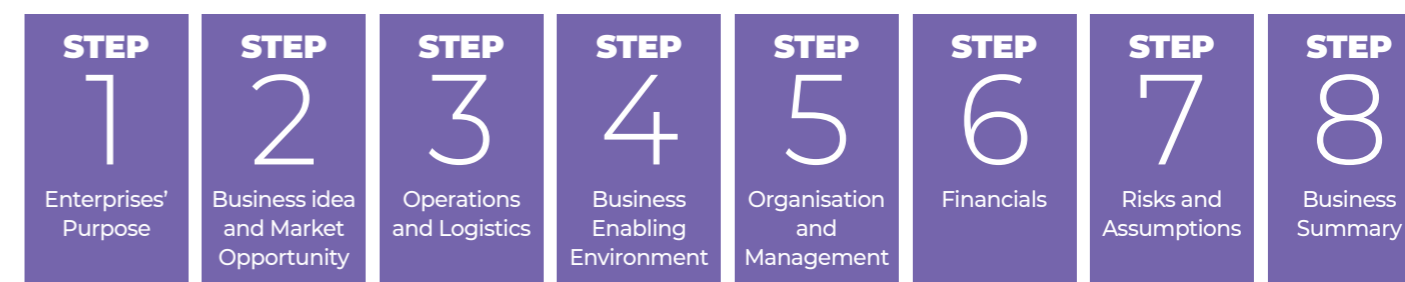 STEP
1
Enterprises’
Purpose
STEP
2
Business idea
and Market
Opportunity
STEP
3
Operations
and Logistics
STEP
4
Business
Enabling
Environment
STEP
5
Organisation
and
Management
STEP
6
Financials
STEP
7
Risks and
Assumptions
STEP
8
Business
Summary